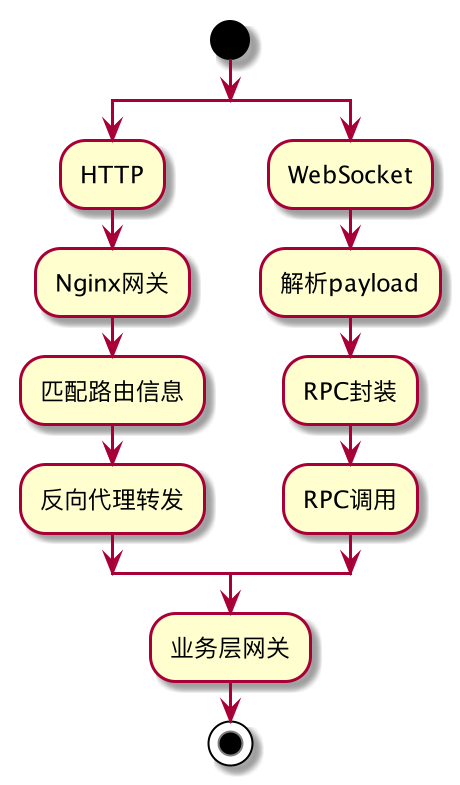 HTTP
Nginx网关
匹配路由信息
反向代理转发
WebSocket
解析payload
RPC封装
RPC调用
业务层网关